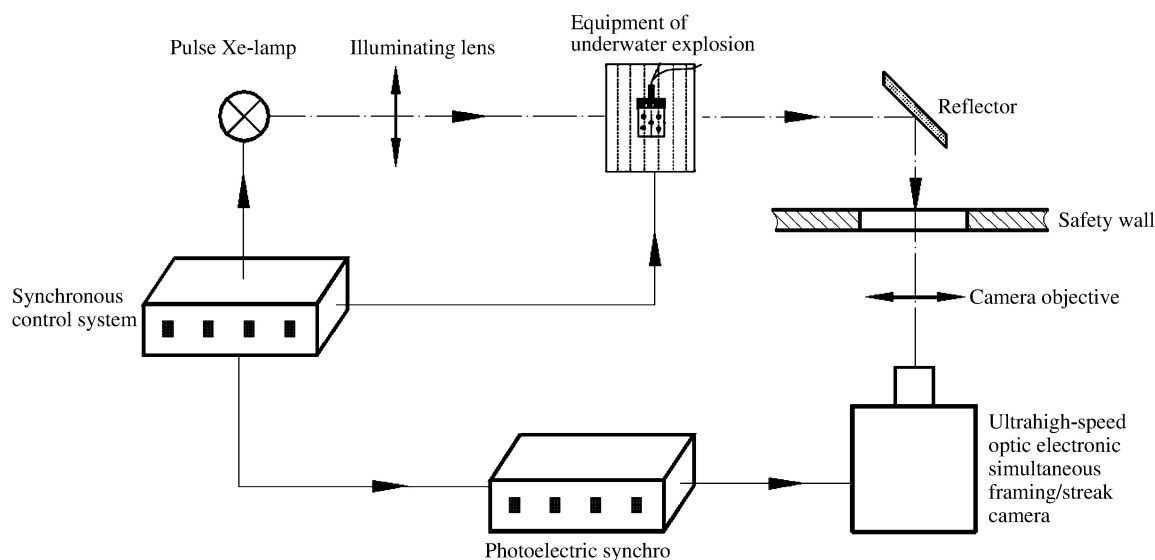 Pulse Xe-lamp
Illuminating lens
Equipment of
underwater explosion
Reflector
Safety wall
Synchronous
control system
Camera objective
Ultrahigh-speed
optic electronic
simultaneous
framing/streak
camera
Photoelectric synchro